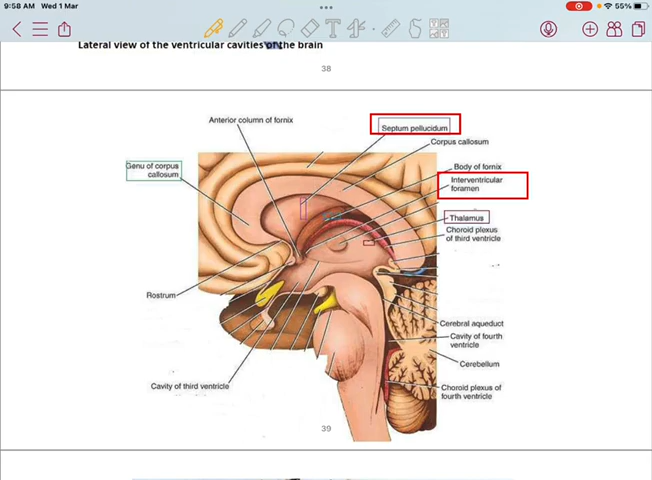 9:58 AM Wed 1 Mar
55%
Lateral view of the ventricular cavities of the brain
38
Anterior column of fornix
Septum pellucidum
Corpus callosum
Genu of corpus
callosum
Body of fornix
Interventricular
foramen
Thalamus
Choroid plexus
of third ventricle
Rostrum
Cerebral aqueduct
Cavity of fourth
ventricle
Cerebellum
Cavity of third ventricle
Choroid plexus of
fourth ventricle
39